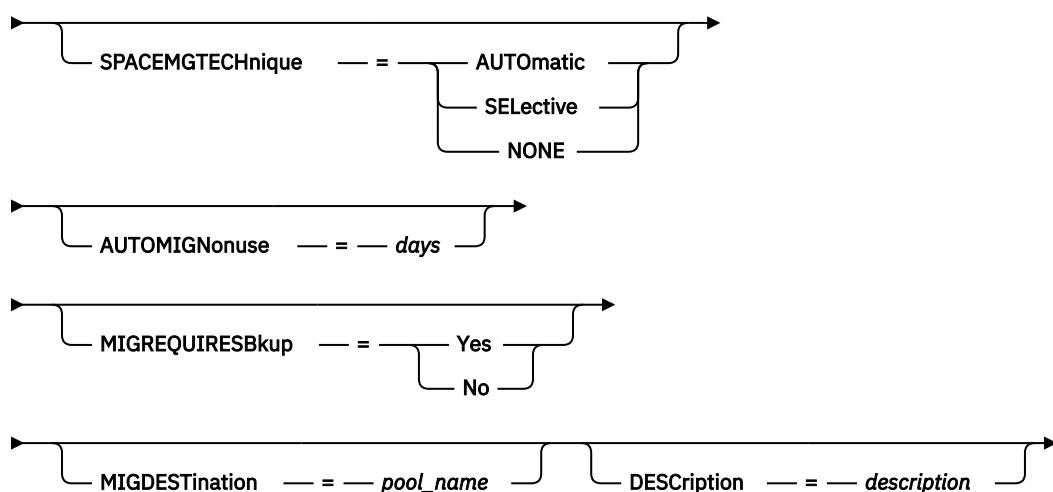 SPACEMGTECHnique = AUTOmatic
SELective
NONE
AUTOMIGNonuse = days
MIGREQUIRESBkup = Yes
No
MIGDESTination = pool_name DESCription = description